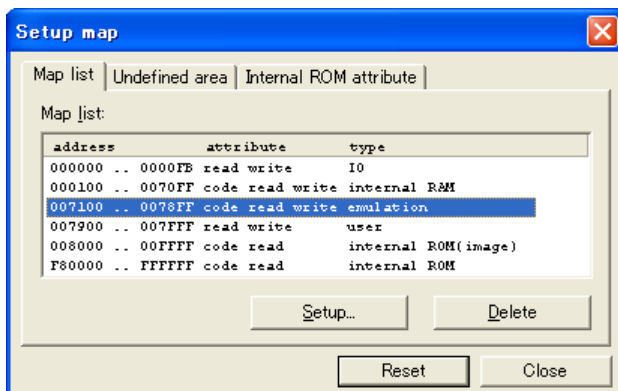 Setup map
Map list Undefined area Internal ROM attribute
Map list:
address attribute type
000000 .. 0000FB read write IO
000100 .. 0070FF code read write internal RAM
007100 .. 0078FF code read write emulation
007900 .. 007FFF read write user
008000 .. 00FFFF code read internal ROM(image)
F80000 .. FFFFFF code read internal ROM
Setup... Delete
Reset Close